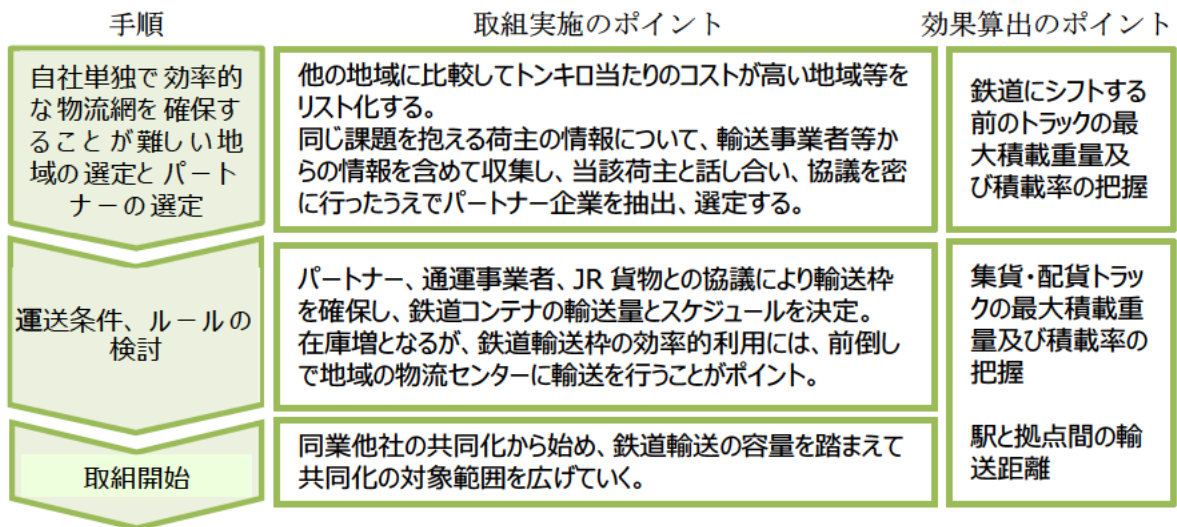 手順
取組実施のポイント
効果算出のポイント
自社単独で効率的
な物流網を確保す
ることが難しい地
域の選定とパート
ナーの選定
他の地域に比較してトンキロ当たりのコストが高い地域等を
リスト化する。
同じ課題を抱える荷主の情報について、輸送事業者等か
らの情報を含めて収集し、当該荷主と話し合い、協議を密
に行ったうえでパートナー企業を抽出、選定する。
鉄道にシフトする
前のトラックの最
大積載重量及
び積載率の把握
運送条件、ルールの
検討
パートナー、通運事業者、JR 貨物との協議により輸送枠
を確保し、鉄道コンテナの輸送量とスケジュールを決定。
在庫増となるが、鉄道輸送枠の効率的利用には、前倒し
で地域の物流センターに輸送を行うことがポイント。
集貨・配貨トラッ
クの最大積載重
量及び積載率の
把握
駅と拠点間の輸
送距離
取組開始
同業他社の共同化から始め、鉄道輸送の容量を踏まえて
共同化の対象範囲を広げていく。